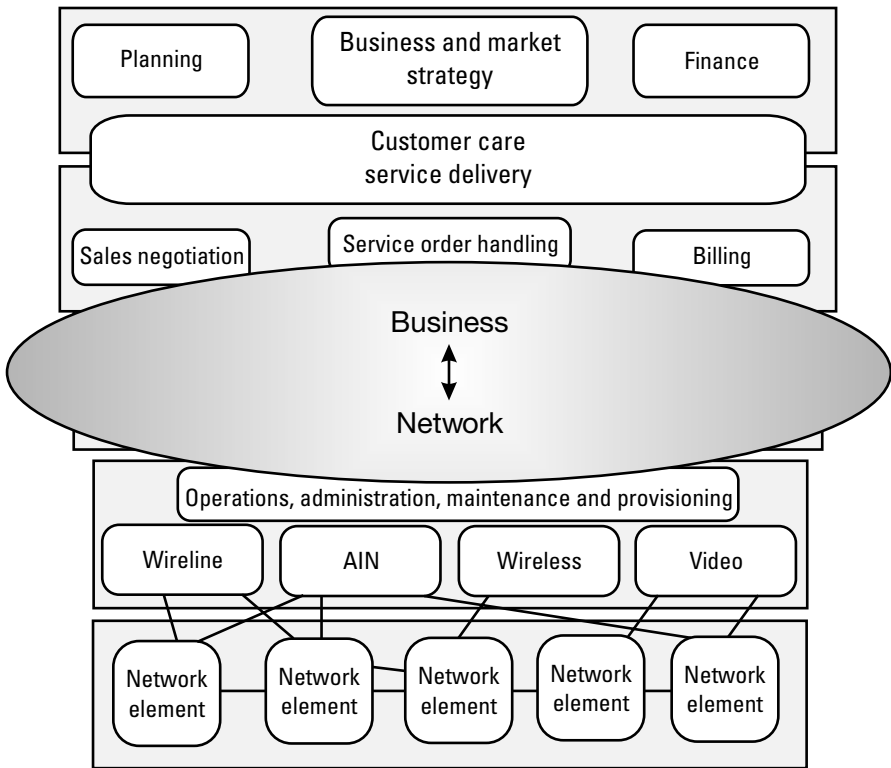 Planning
Business and market
strategy
Finance
Customer care
service delivery
Sales negotiation
Service order handling
Billing
Business
Network
Operations, administration, maintenance and provisioning
Wireline
AIN
Wireless
Video
Network
element
Network
element
Network
element
Network
element
Network
element